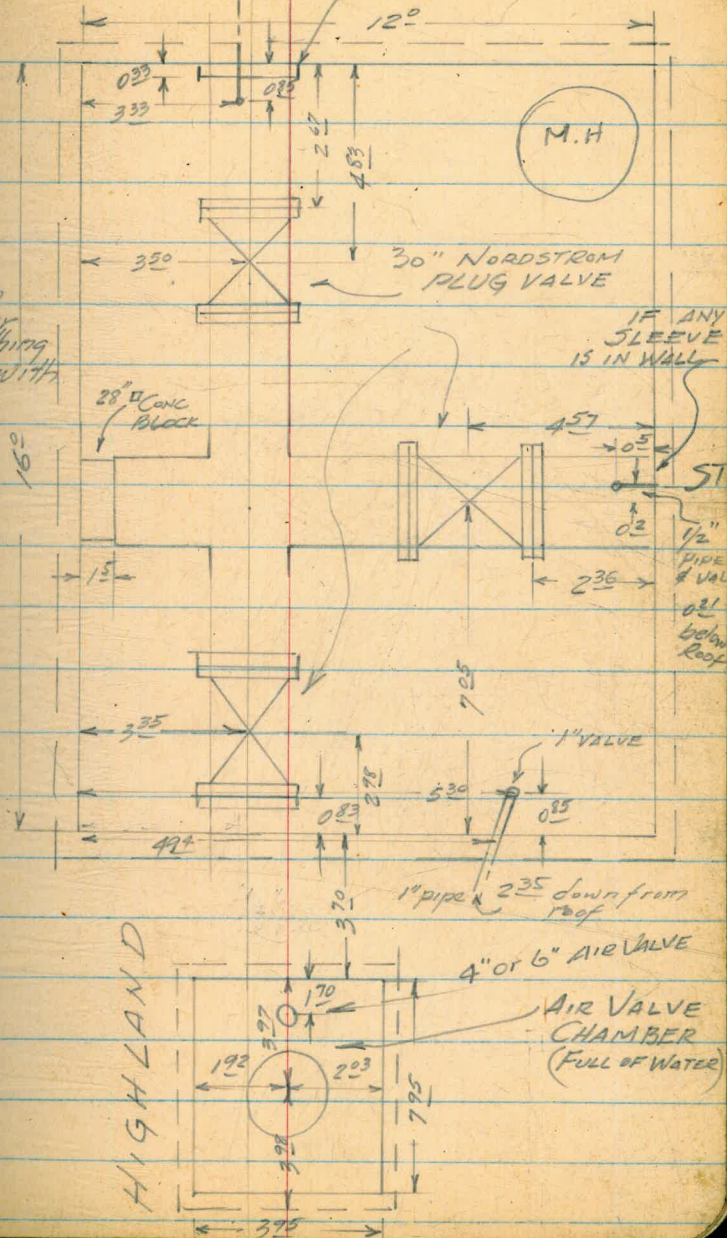 12⁰
0³³
3³³
0⁸⁵
2⁶⁷
4⁸³
M.H
3⁵⁰
30" NORDSTROM
PLUG VALVE
IF ANY
SLEEVE
IS IN WALL
with
28"□ CONC
BLOCK
16⁰
4⁵⁷
0⁵
ST
0²
1/2"
PIPE
& VAL
0²¹
below
Roof
1⁵
2³⁶
7⁰⁵
3³⁵
2⁹⁸
1" VALVE
5³⁰
0⁸³
0⁸⁵
4⁹⁴
1" pipe 2³⁵ down from
roof
3⁷⁰
HIGHLAND
4" or 6" AIR VALVE
1⁷⁰
3⁹⁷
AIR VALVE
CHAMBER
(FULL OF WATER)
1⁹²
2⁰³
7⁹⁵
3⁹⁸
3⁹⁵